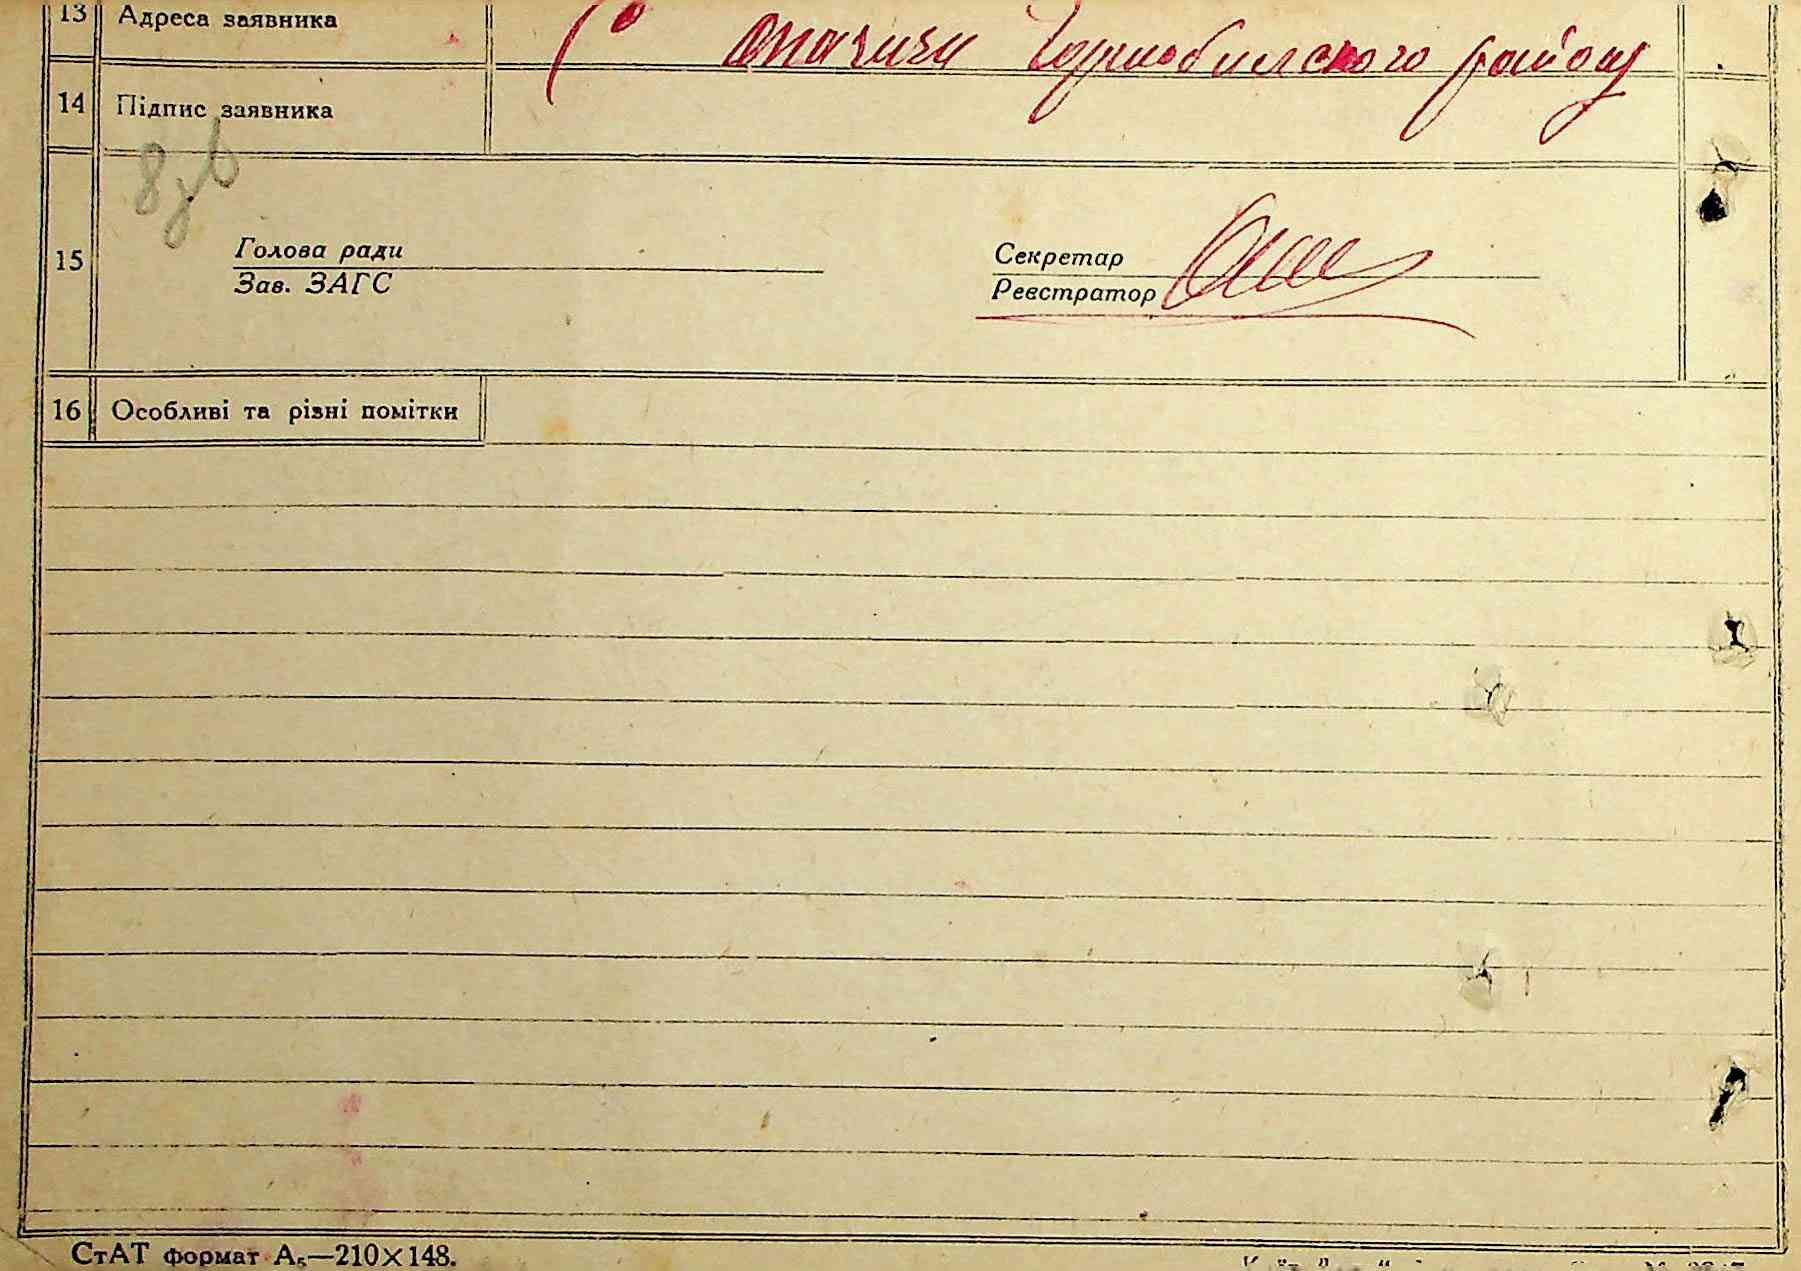 13 Адреса заявника С Опачичи Чорнобилского району
14 Підпис заявника
15
Голова ради
Зав. ЗАГС
Секретар
Реєстратор
16 Особливі та різні помітки
СтАТ формат А₅—210×148.